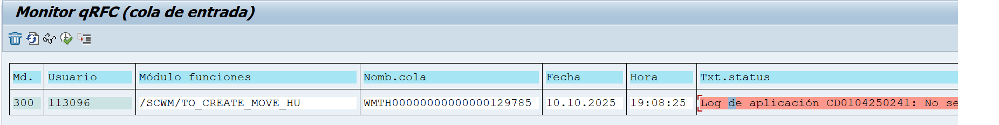 Monitor qRFC (cola de entrada)
Md. Usuario Módulo funciones Nomb.cola Fecha Hora Txt.status
300 113096 /SCWM/TO_CREATE_MOVE_HU WMTH00000000000000129785 10.10.2025 19:08:25 Log de aplicación CD0104250241: No se